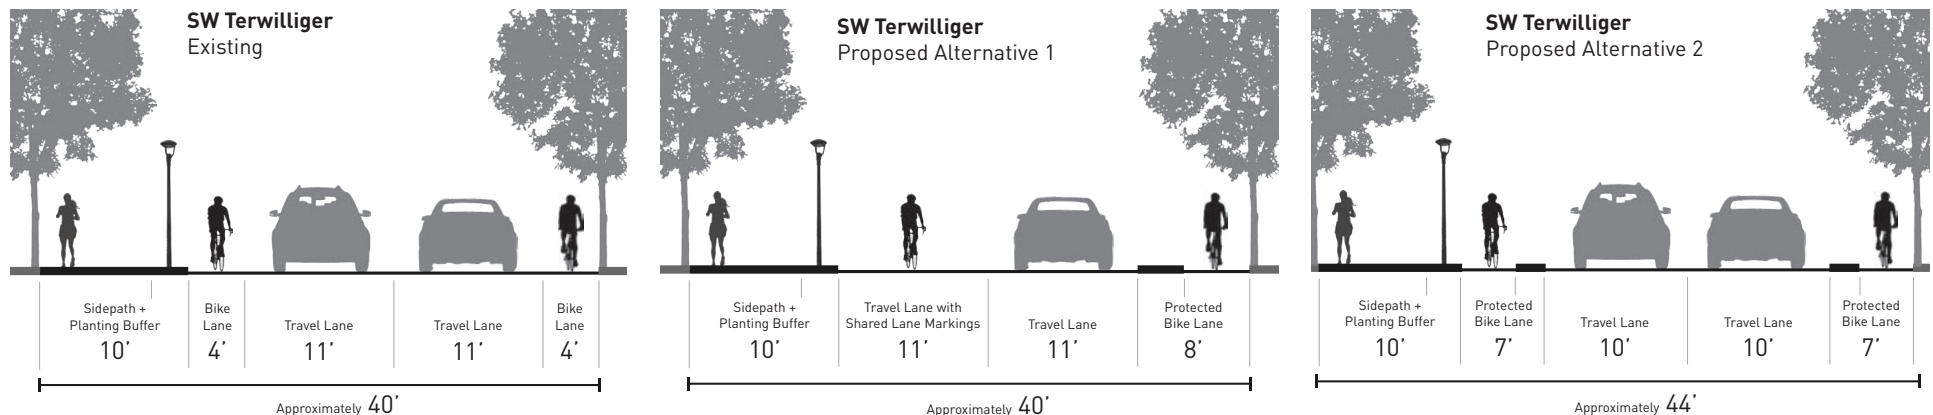 SW Terwilliger
Existing
Sidepath +
Planting Buffer
10’
Bike
Lane
4’
Travel Lane
11’
Travel Lane
11’
Bike
Lane
4’
Approximately 40’
SW Terwilliger
Proposed Alternative 1
Sidepath +
Planting Buffer
10’
Travel Lane with
Shared Lane Markings
11’
Travel Lane
11’
Protected
Bike Lane
8’
Approximately 40’
SW Terwilliger
Proposed Alternative 2
Sidepath +
Planting Buffer
10’
Protected
Bike Lane
7’
Travel Lane
10’
Travel Lane
10’
Protected
Bike Lane
7’
Approximately 44’